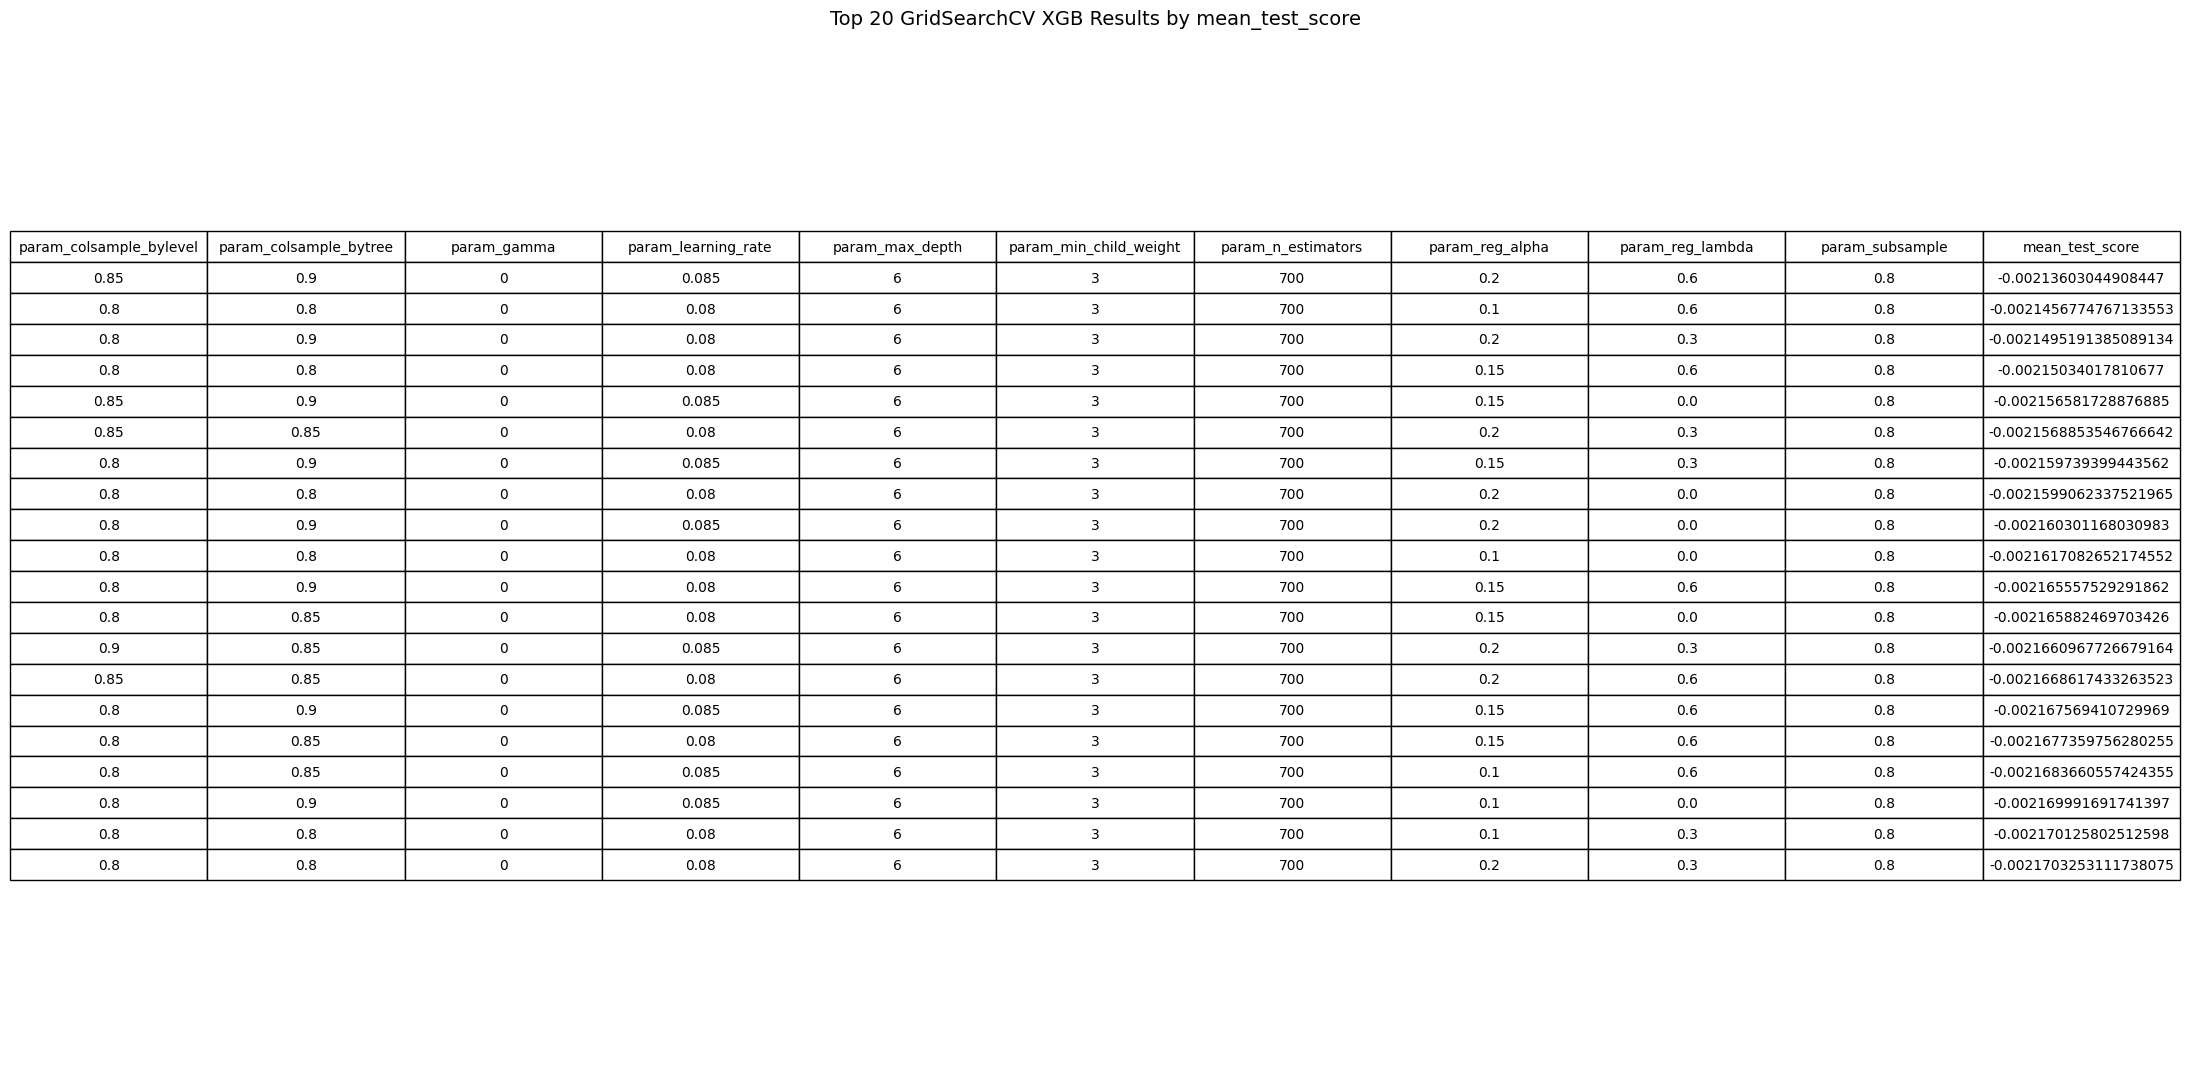 Top 20 GridSearchCV XGB Results by mean_test_score
param_colsample_bylevel param_colsample_bytree param_gamma param_learning_rate param_max_depth param_min_child_weight param_n_estimators param_reg_alpha param_reg_lambda param_subsample mean_test_score
0.85 0.9 0 0.085 6 3 700 0.2 0.6 0.8 -0.00213603044908447
0.8 0.8 0 0.08 6 3 700 0.1 0.6 0.8 -0.0021456774767133553
0.8 0.9 0 0.08 6 3 700 0.2 0.3 0.8 -0.0021495191385089134
0.8 0.8 0 0.08 6 3 700 0.15 0.6 0.8 -0.00215034017810677
0.85 0.9 0 0.085 6 3 700 0.15 0.0 0.8 -0.002156581728876885
0.85 0.85 0 0.08 6 3 700 0.2 0.3 0.8 -0.0021568853546766642
0.8 0.9 0 0.085 6 3 700 0.15 0.3 0.8 -0.002159739399443562
0.8 0.8 0 0.08 6 3 700 0.2 0.0 0.8 -0.0021599062337521965
0.8 0.9 0 0.085 6 3 700 0.2 0.0 0.8 -0.002160301168030983
0.8 0.8 0 0.08 6 3 700 0.1 0.0 0.8 -0.0021617082652174552
0.8 0.9 0 0.08 6 3 700 0.15 0.6 0.8 -0.002165557529291862
0.8 0.85 0 0.08 6 3 700 0.15 0.0 0.8 -0.002165882469703426
0.9 0.85 0 0.085 6 3 700 0.2 0.3 0.8 -0.0021660967726679164
0.85 0.85 0 0.08 6 3 700 0.2 0.6 0.8 -0.0021668617433263523
0.8 0.9 0 0.085 6 3 700 0.15 0.6 0.8 -0.002167569410729969
0.8 0.85 0 0.08 6 3 700 0.15 0.6 0.8 -0.0021677359756280255
0.8 0.85 0 0.085 6 3 700 0.1 0.6 0.8 -0.0021683660557424355
0.8 0.9 0 0.085 6 3 700 0.1 0.0 0.8 -0.002169991691741397
0.8 0.8 0 0.08 6 3 700 0.1 0.3 0.8 -0.002170125802512598
0.8 0.8 0 0.08 6 3 700 0.2 0.3 0.8 -0.0021703253111738075